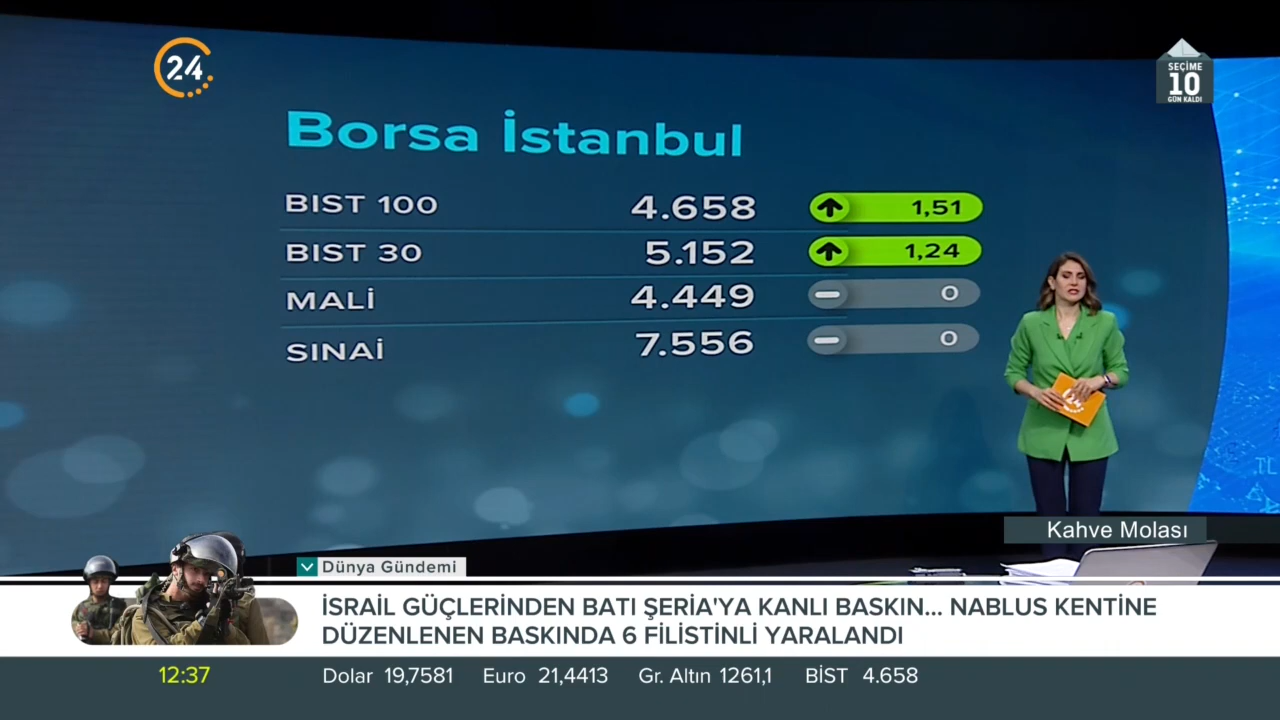 24
SEÇİME
10
GÜN KALDI
Borsa İstanbul
BIST 100 4.658 1,51
BIST 30 5.152 1,24
MALİ 4.449 0
SINAİ 7.556 0
TL
Kahve Molası
Dünya Gündemi
İSRAİL GÜÇLERİNDEN BATI ŞERİA'YA KANLI BASKIN... NABLUS KENTİNE
DÜZENLENEN BASKINDA 6 FİLİSTİNLİ YARALANDI
12:37 Dolar 19,7581 Euro 21,4413 Gr. Altın 1261,1 BİST 4.658